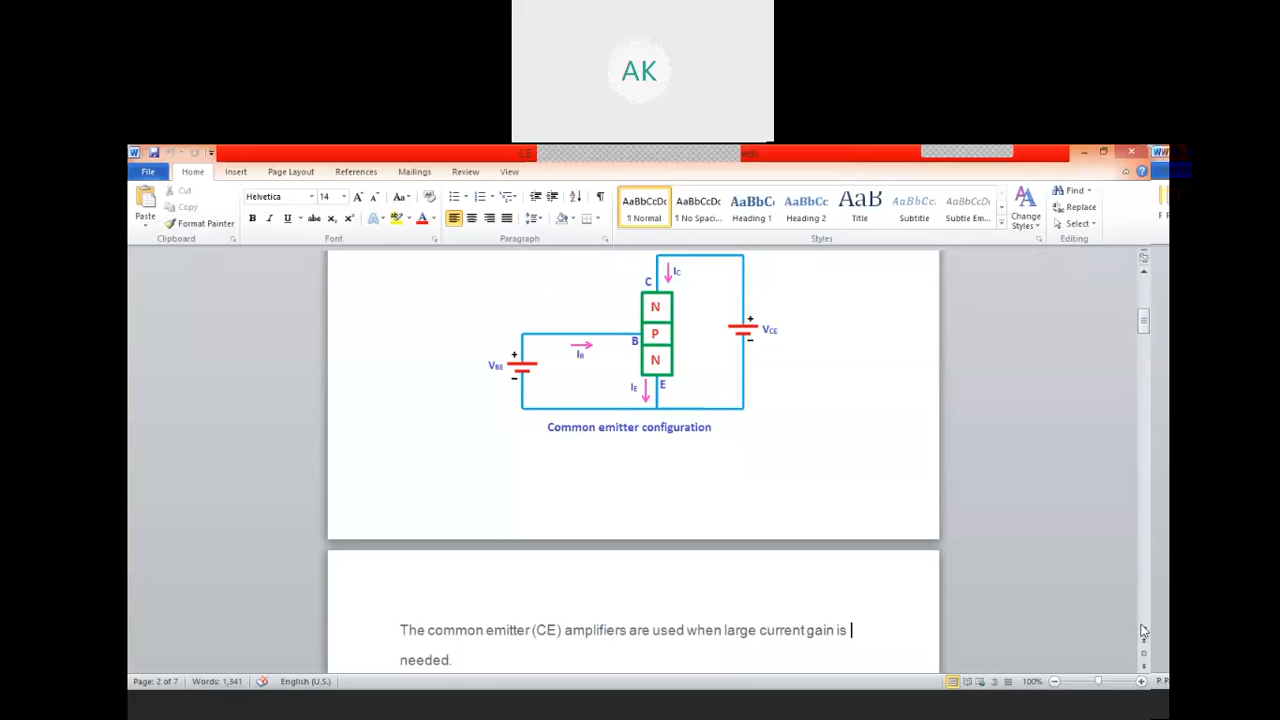 AK
CE
File Home Insert Page Layout References Mailings Review View
Cut
Copy
Paste
Format Painter
Clipboard
Helvetica 14
Font
Paragraph
AaBbCcDc AaBbCcDc AaBbC AaBbCc AaB AaBbCc. AaBbCcD
¶ Normal ¶ No Spaci... Heading 1 Heading 2 Title Subtitle Subtle Em...
Styles
Change
Styles
Find
Replace
Select
Editing
IC
C
N
P
N
B
IB
E
IE
+
VBE
−
+
VCE
−
Common emitter configuration
The common emitter (CE) amplifiers are used when large current gain is
needed.
Page: 2 of 7 Words: 1,341 English (U.S.) 100%